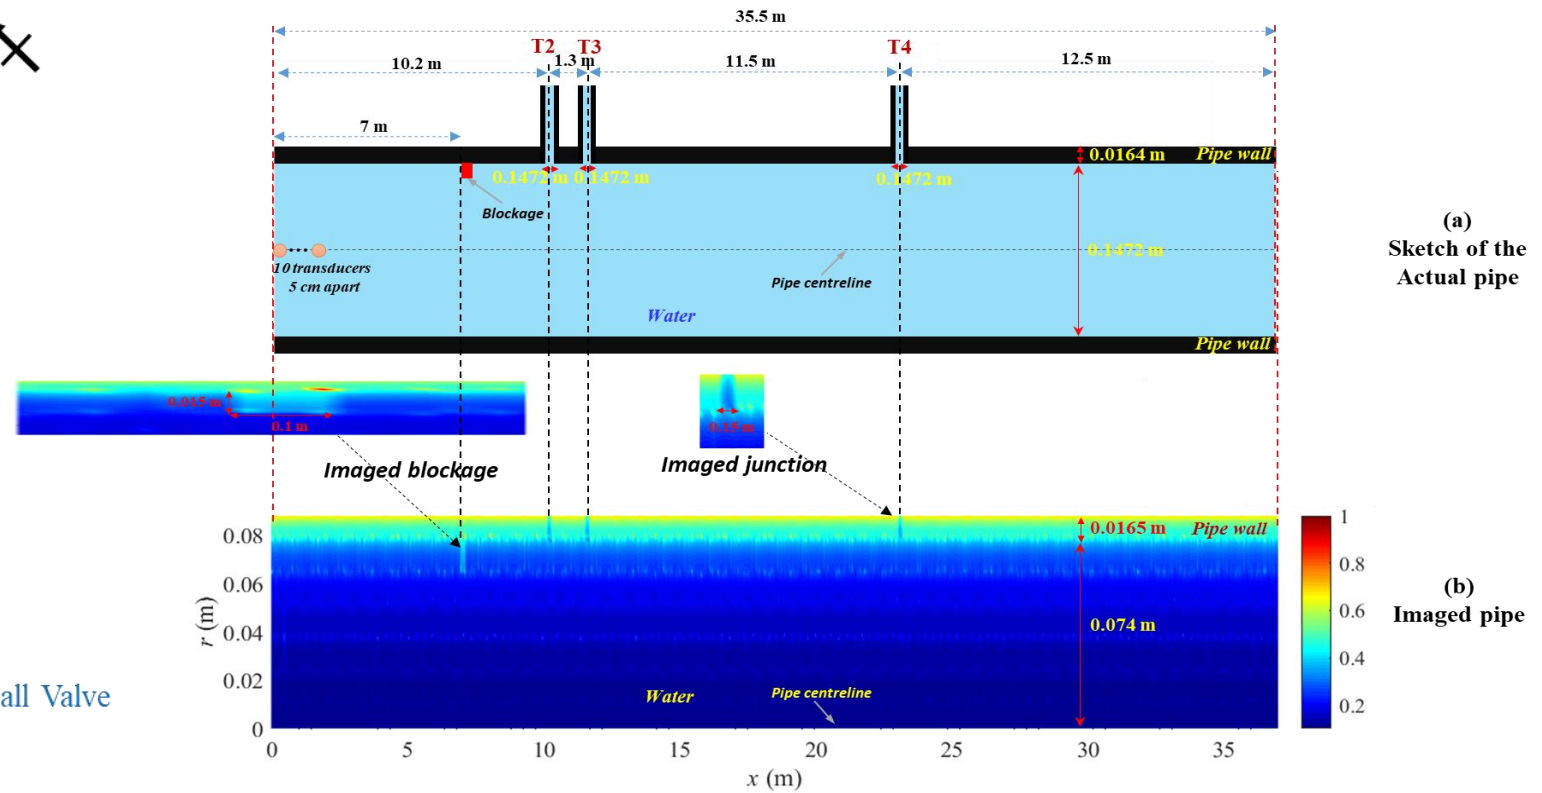 35.5 m
T2
T3
T4
10.2 m
1.3 m
11.5 m
12.5 m
7 m
0.0164 m
Pipe wall
0.1472 m
0.1472 m
0.1472 m
Blockage
0.1472 m
10 transducers
5 cm apart
Pipe centreline
Water
Pipe wall
(a)
Sketch of the
Actual pipe
0.015 m
0.1 m
0.15 m
Imaged blockage
Imaged junction
0.0165 m
Pipe wall
0.074 m
Water
Pipe centreline
0.08
0.06
0.04
0.02
0
r (m)
0
5
10
15
20
25
30
35
x (m)
1
0.8
0.6
0.4
0.2
(b)
Imaged pipe
all Valve